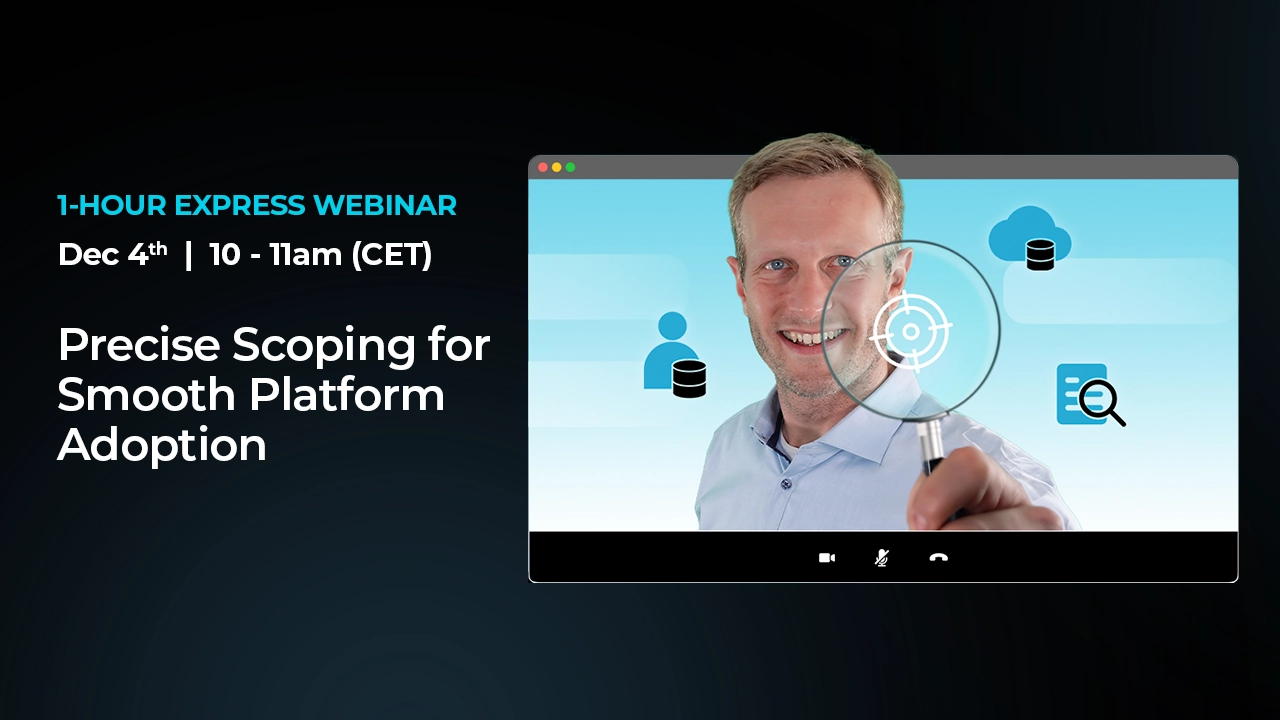 1-HOUR EXPRESS WEBINAR
Dec 4th | 10 - 11am (CET)
Precise Scoping for
Smooth Platform
Adoption